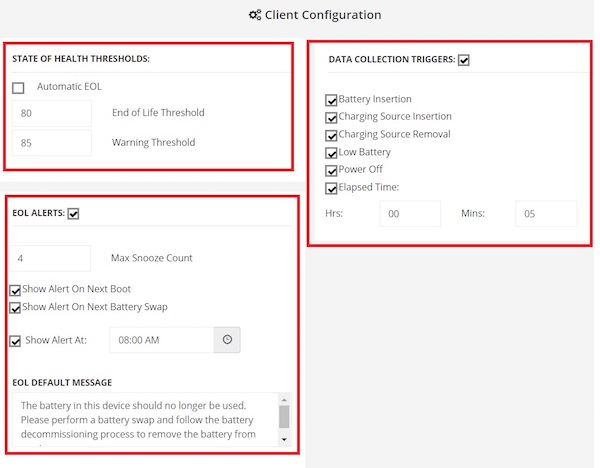 Client Configuration
STATE OF HEALTH THRESHOLDS:
Automatic EOL
80 End of Life Threshold
85 Warning Threshold
EOL ALERTS:
4 Max Snooze Count
Show Alert On Next Boot
Show Alert On Next Battery Swap
Show Alert At: 08:00 AM
EOL DEFAULT MESSAGE
The battery in this device should no longer be used.
Please perform a battery swap and follow the battery
decommissioning process to remove the battery from
DATA COLLECTION TRIGGERS:
Battery Insertion
Charging Source Insertion
Charging Source Removal
Low Battery
Power Off
Elapsed Time:
Hrs: 00 Mins: 05